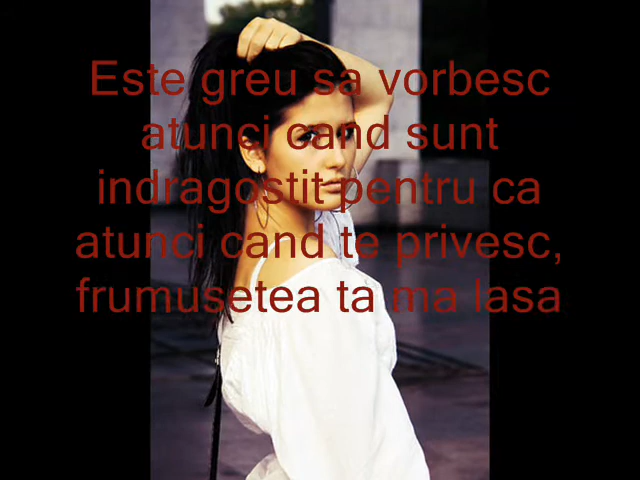 Este greu sa vorbesc
atunci cand sunt
indragostit pentru ca
atunci cand te privesc,
frumusetea ta ma lasa